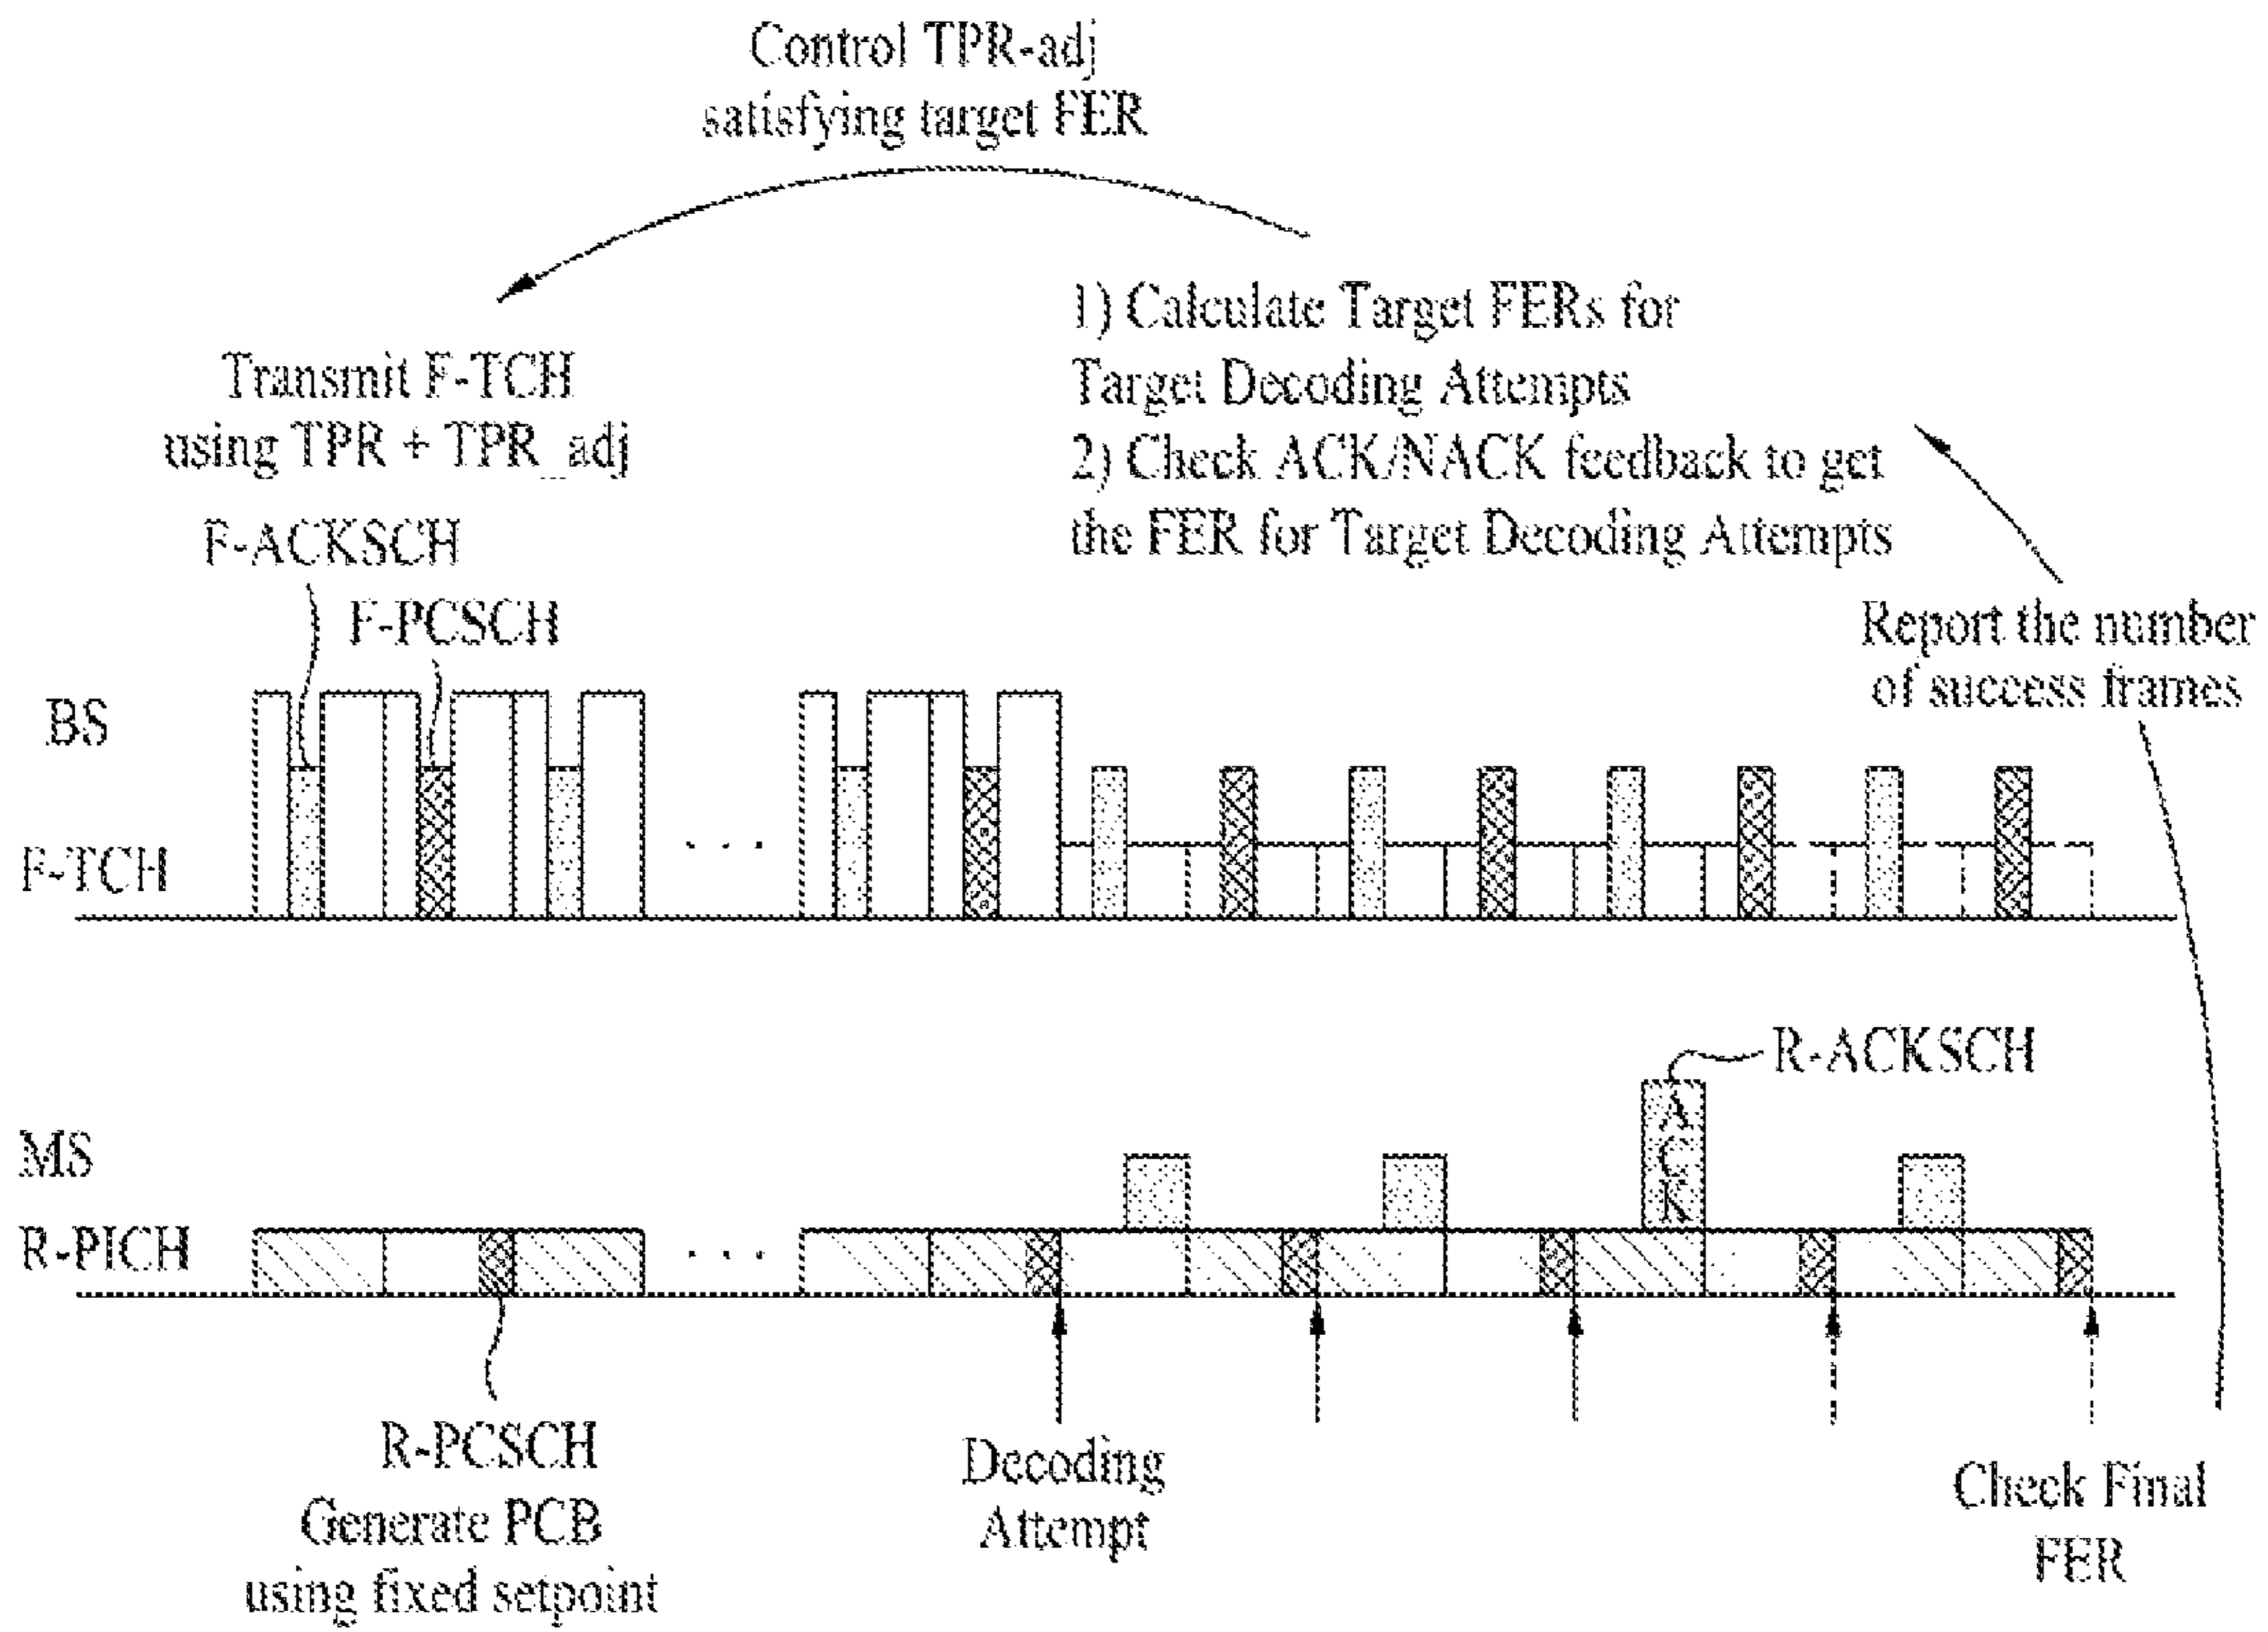 Control TPR-adj
satisfying target FER
1) Calculate Target FERs for
Target Decoding Attempts
2) Check ACK/NACK feedback to get
the FER for Target Decoding Attempts
Transmit F-TCH
using TPR + TPR_adj
F-ACKSCH
F-PCSCH
Report the number
of success frames
BS
F-TCH
. . .
R-ACKSCH
ACK
MS
R-PICH
. . .
R-PCSCH
Generate PCB
using fixed setpoint
Decoding
Attempt
Check Final
FER